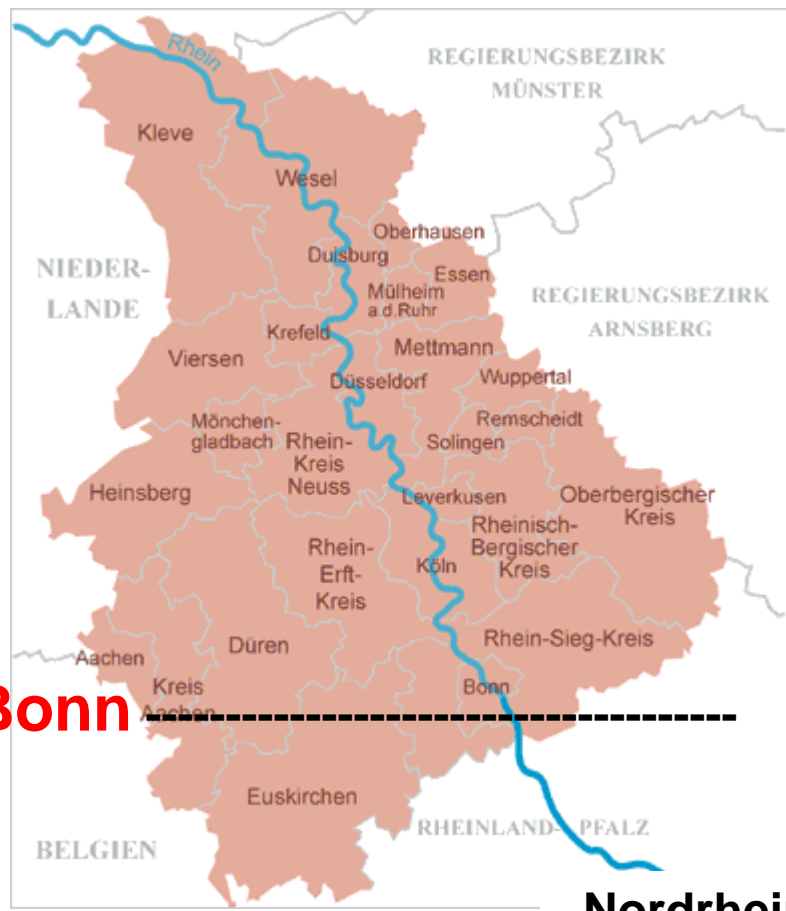 Rhein
REGIERUNGSBEZIRK
MÜNSTER
Kleve
Wesel
Oberhausen
Duisburg
Essen
NIEDER-
LANDE
Mülheim
a.d.Ruhr
REGIERUNGSBEZIRK
ARNSBERG
Krefeld
Viersen
Mettmann
Düsseldorf
Wuppertal
Mönchen-
gladbach
Remscheidt
Solingen
Rhein-
Kreis
Neuss
Heinsberg
Leverkusen
Oberbergischer
Kreis
Rheinisch-
Bergischer
Kreis
Rhein-
Erft-
Kreis
Köln
Düren
Rhein-Sieg-Kreis
Aachen
Kreis
Aachen
Bonn
Bonn
Euskirchen
RHEINLAND- PFALZ
BELGIEN